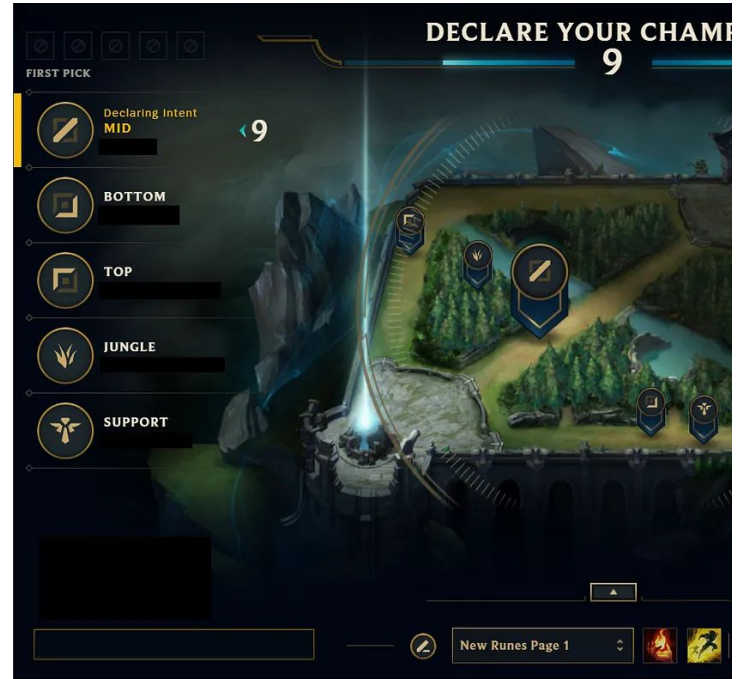 DECLARE YOUR CHAMP
9
FIRST PICK
Declaring Intent
MID
9
BOTTOM
TOP
JUNGLE
SUPPORT
New Runes Page 1